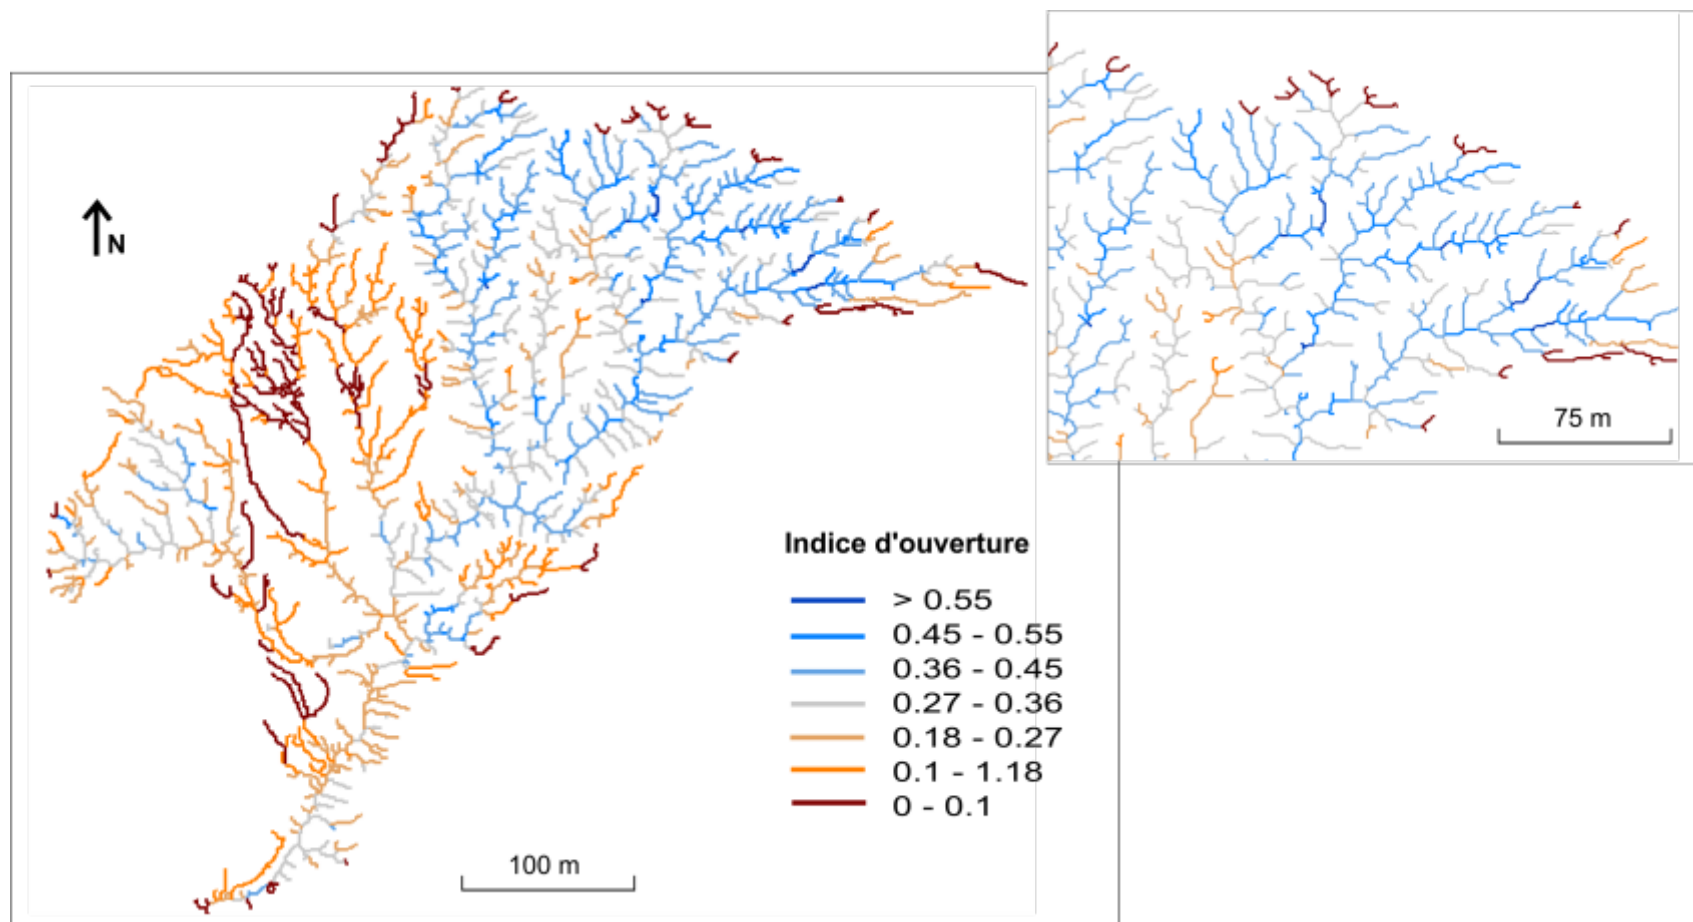 N
75 m
Indice d'ouverture
> 0.55
0.45 - 0.55
0.36 - 0.45
0.27 - 0.36
0.18 - 0.27
0.1 - 1.18
0 - 0.1
100 m